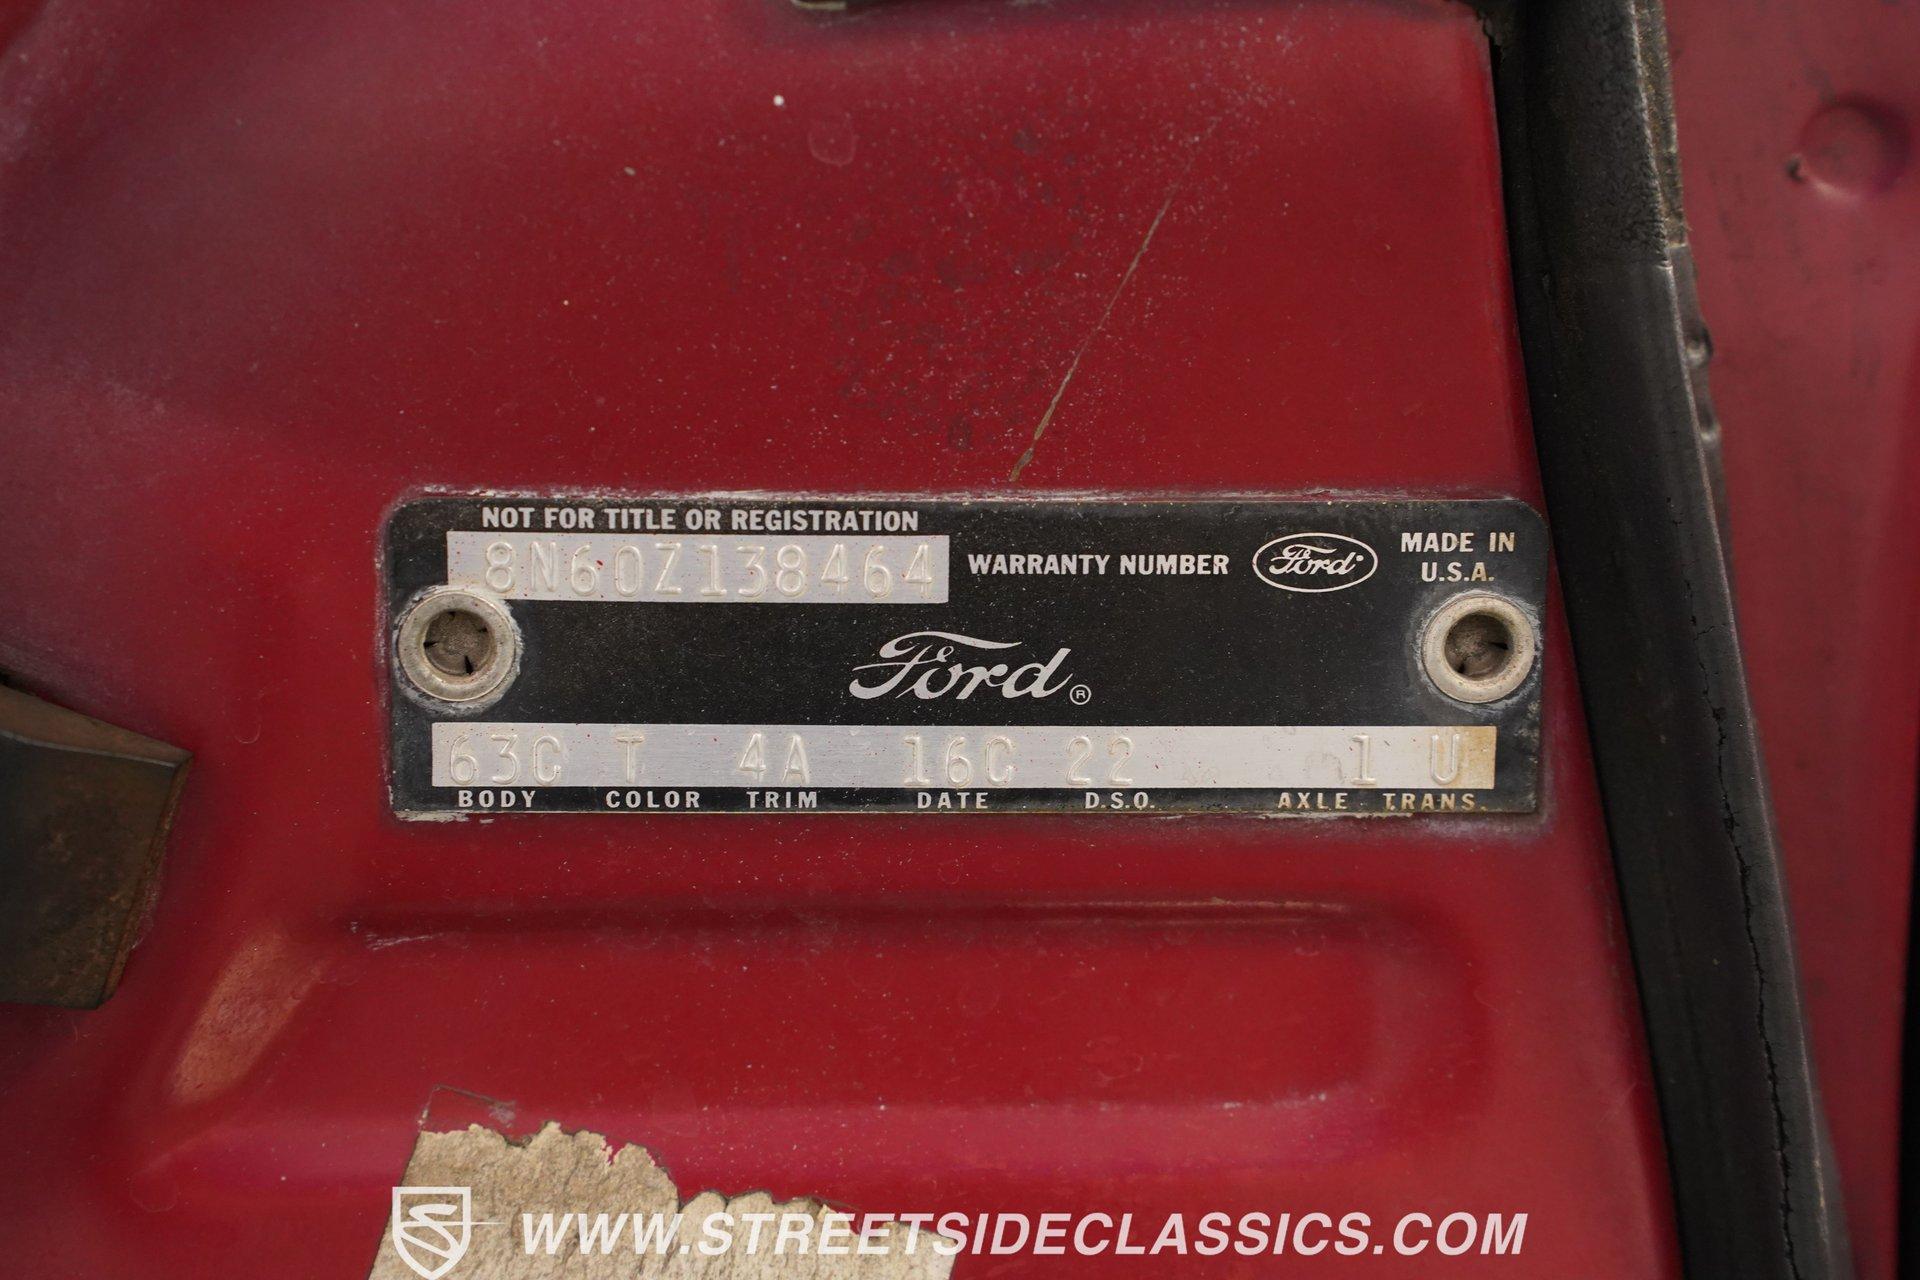 NOT FOR TITLE OR REGISTRATION
8N60Z138464 WARRANTY NUMBER Ford MADE IN U.S.A.
Ford ®
63C T 4A 16C 22 1 U
BODY COLOR TRIM DATE D.S.O. AXLE TRANS.
WWW.STREETSIDECLASSICS.COM